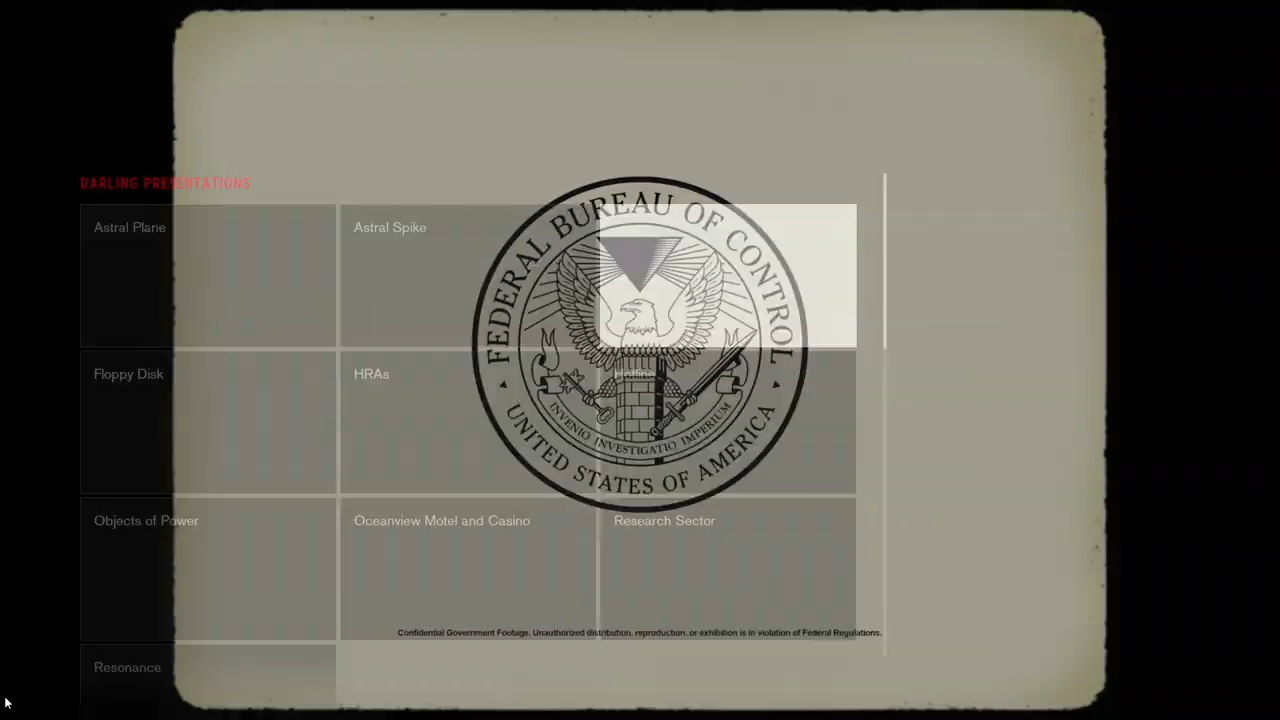 DARLING PRESENTATIONS
Astral Plane
Astral Spike
FEDERAL BUREAU OF CONTROL
Floppy Disk
HRAs
Hotline
INVENIO INVESTIGATIO IMPERIUM
UNITED STATES OF AMERICA
Objects of Power
Oceanview Motel and Casino
Research Sector
Confidential Government Footage. Unauthorized distribution, reproduction, or exhibition is in violation of Federal Regulations.
Resonance